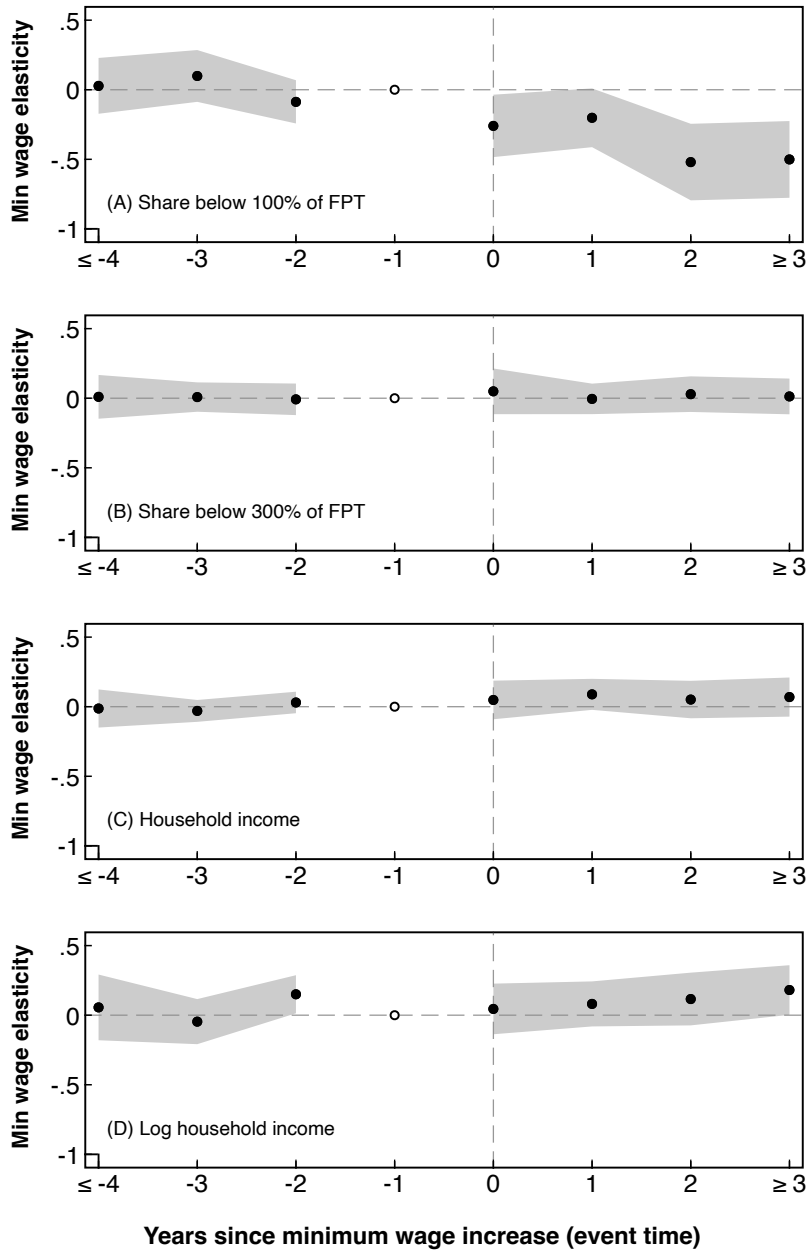 Min wage elasticity
.5
0
-.5
-1
(A) Share below 100% of FPT
≤ -4 -3 -2 -1 0 1 2 ≥ 3
Min wage elasticity
.5
0
-.5
-1
(B) Share below 300% of FPT
≤ -4 -3 -2 -1 0 1 2 ≥ 3
Min wage elasticity
.5
0
-.5
-1
(C) Household income
≤ -4 -3 -2 -1 0 1 2 ≥ 3
Min wage elasticity
.5
0
-.5
-1
(D) Log household income
≤ -4 -3 -2 -1 0 1 2 ≥ 3
Years since minimum wage increase (event time)